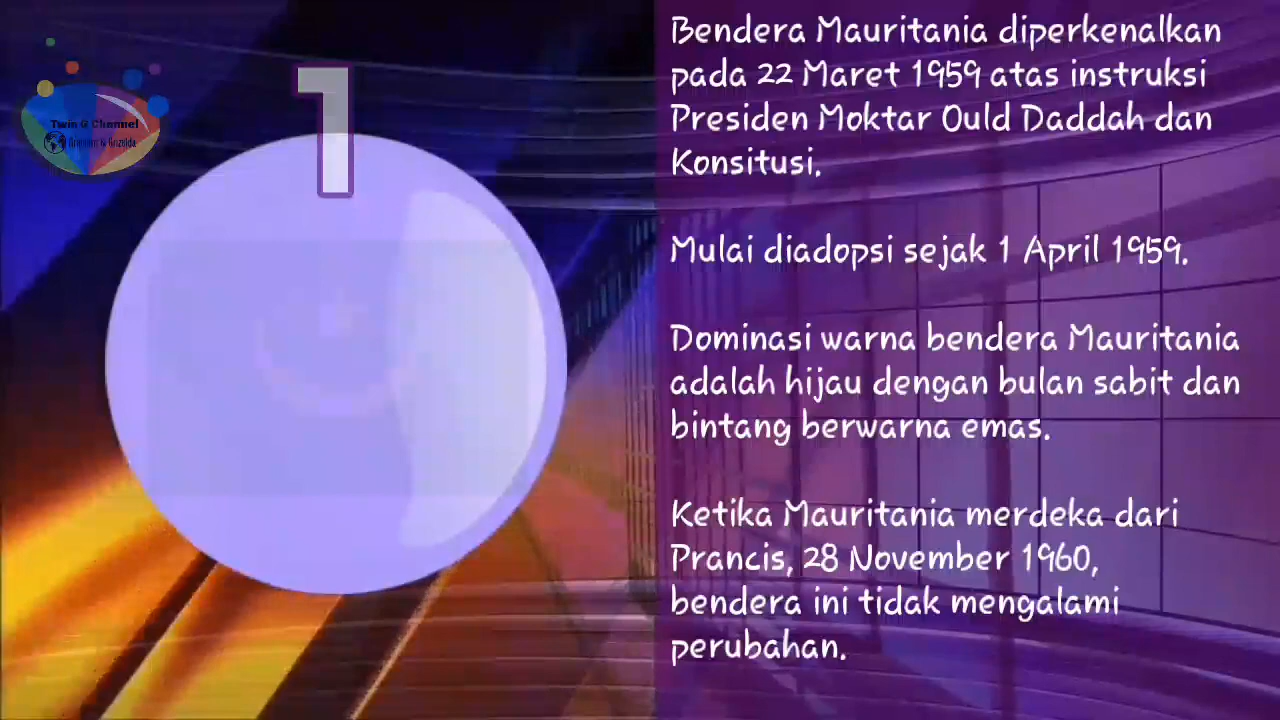 Twin G Channel
1
Bendera Mauritania diperkenalkan
pada 22 Maret 1959 atas instruksi
Presiden Moktar Ould Daddah dan
Konsitusi.
Mulai diadopsi sejak 1 April 1959.
Dominasi warna bendera Mauritania
adalah hijau dengan bulan sabit dan
bintang berwarna emas.
Ketika Mauritania merdeka dari
Prancis, 28 November 1960,
bendera ini tidak mengalami
perubahan.